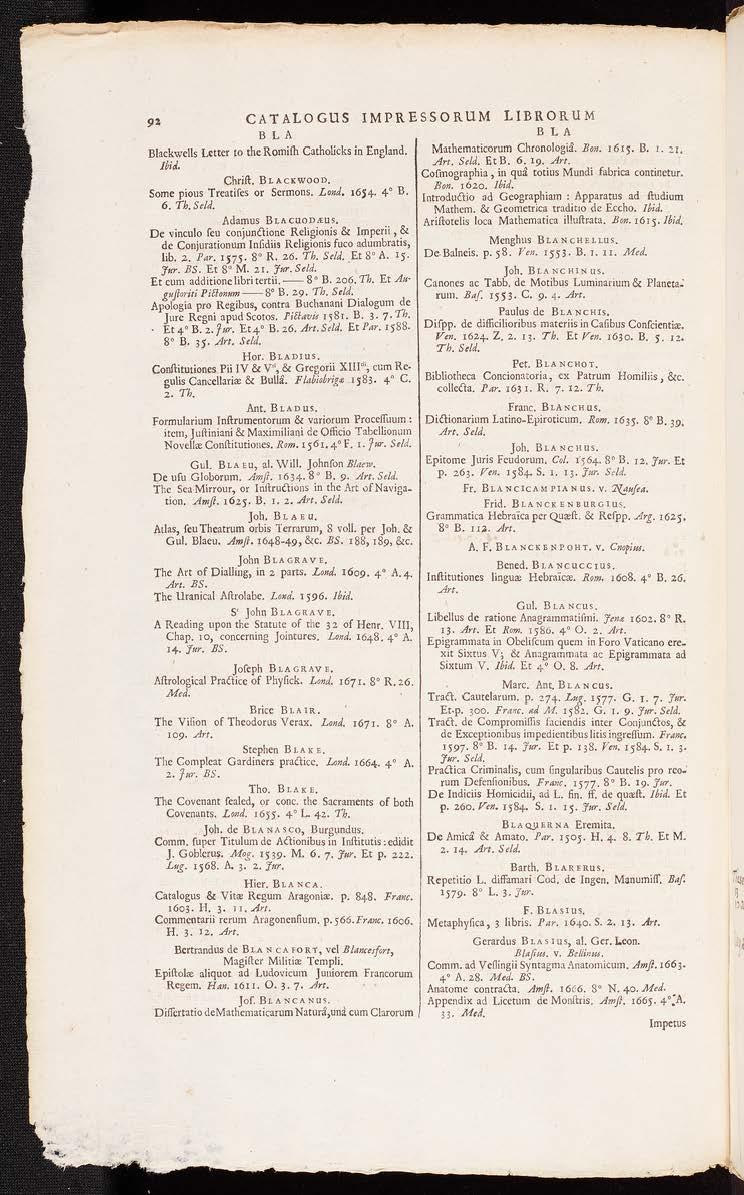 92
CATALOGUS IMPRESSORUM LIBRORUM
B L A
Blackwells Letter to the Romiſh Catholicks in England.
Ibid.
Chriſt. BLACKWOOD.
Some pious Treatiſes or Sermons. Lond. 1654. 4° B.
6. Th. Seld.
Adamus BLACUODÆUS.
De vinculo ſeu conjunctione Religionis & Imperii, &
de Conjurationum Inſidiis Religionis fuco adumbratis,
lib. 2. Par. 1575. 8° R. 26. Th. Seld. Et 8° A. 15.
Jur. BS. Et 8° M. 21. Jur. Seld.
Et cum additione libri tertii. —— 8° B. 206. Th. Et Au-
guſtoriti Pictonum —— 8° B. 29. Th. Seld.
Apologia pro Regibus, contra Buchanani Dialogum de
Jure Regni apud Scotos. Pictavis 1581. B. 3. 7. Th.
Et 4° B. 2. Jur. Et 4° B. 26. Art. Seld. Et Par. 1588.
8° B. 35. Art. Seld.
Hor. BLADIUS.
Conſtitutiones Pii IV & Vti, & Gregorii XIIIti, cum Re-
gulis Cancellariæ & Bullâ. Flabiobrigæ 1583. 4° C.
2. Th.
Ant. BLADUS.
Formularium Inſtrumentorum & variorum Proceſſuum :
item, Juſtiniani & Maximiliani de Officio Tabellionum
Novellæ Conſtitutiones. Rom. 1561. 4° F. 1. Jur. Seld.
Gul. BLAEU, al. Will. Johnſon Blaew.
De uſu Globorum. Amſt. 1634. 8° B. 9. Art. Seld.
The Sea-Mirrour, or Inſtructions in the Art of Naviga-
tion. Amſt. 1625. B. 1. 2. Art. Seld.
Joh. BLAEU.
Atlas, ſeu Theatrum orbis Terrarum, 8 voll. per Joh. &
Gul. Blaeu. Amſt. 1648-49, &c. BS. 188, 189, &c.
John BLAGRAVE.
The Art of Dialling, in 2 parts. Lond. 1609. 4° A. 4.
Art. BS.
The Uranical Aſtrolabe. Lond. 1596. Ibid.
Sr John BLAGRAVE.
A Reading upon the Statute of the 32 of Henr. VIII,
Chap. 10, concerning Jointures. Lond. 1648. 4° A.
14. Jur. BS.
Joſeph BLAGRAVE.
Aſtrological Practice of Phyſick. Lond. 1671. 8° R. 26.
Med.
Brice BLAIR.
The Viſion of Theodorus Verax. Lond. 1671. 8° A.
109. Art.
Stephen BLAKE.
The Compleat Gardiners practice. Lond. 1664. 4° A.
2. Jur. BS.
Tho. BLAKE.
The Covenant ſealed, or conc. the Sacraments of both
Covenants. Lond. 1655. 4° L. 42. Th.
Joh. de BLANASCO, Burgundus.
Comm. ſuper Titulum de Actionibus in Inſtitutis : edidit
J. Goblerus. Mog. 1539. M. 6. 7. Jur. Et p. 222.
Lug. 1568. A. 3. 2. Jur.
Hier. BLANCA.
Catalogus & Vitæ Regum Aragoniæ. p. 848. Franc.
1603. H. 3. 11. Art.
Commentarii rerum Aragonenſium. p. 566. Franc. 1606.
H. 3. 12. Art.
Bertrandus de BLANCAFORT, vel Blancesfort,
Magiſter Militiæ Templi.
Epiſtolæ aliquot ad Ludovicum Juniorem Francorum
Regem. Han. 1611. O. 3. 7. Art.
Joſ. BLANCANUS.
Diſſertatio de Mathematicarum Naturâ, unà cum Clarorum
B L A
Mathematicorum Chronologiâ. Bon. 1615. B. 1. 21.
Art. Seld. Et B. 6. 19. Art.
Coſmographia, in quâ totius Mundi fabrica continetur.
Bon. 1620. Ibid.
Introductio ad Geographiam : Apparatus ad ſtudium
Mathem. & Geometrica traditio de Eccho. Ibid.
Ariſtotelis loca Mathematica illuſtrata. Bon. 1615. Ibid.
Menghus BLANCHELLUS.
De Balneis. p. 58. Ven. 1553. B. 1. 11. Med.
Joh. BLANCHINUS.
Canones ac Tabb. de Motibus Luminarium & Planeta-
rum. Baſ. 1553. C. 9. 4. Art.
Paulus de BLANCHIS.
Diſpp. de difficilioribus materiis in Caſibus Conſcientiæ.
Ven. 1624. Z. 2. 13. Th. Et Ven. 1630. B. 5. 12.
Th. Seld.
Pet. BLANCHOT.
Bibliotheca Concionatoria, ex Patrum Homiliis, &c.
collecta. Par. 1631. R. 7. 12. Th.
Franc. BLANCHUS.
Dictionarium Latino-Epiroticum. Rom. 1635. 8° B. 39.
Art. Seld.
Joh. BLANCHUS.
Epitome Juris Feudorum. Col. 1564. 8° B. 12. Jur. Et
p. 263. Ven. 1584. S. 1. 13. Jur. Seld.
Fr. BLANCICAMPIANUS. v. Nauſea.
Frid. BLANCKENBURGIUS.
Grammatica Hebraïca per Quæſt. & Reſpp. Arg. 1625.
8° B. 112. Art.
A. F. BLANCKENPOHT. v. Cnopius.
Bened. BLANCUCCIUS.
Inſtitutiones linguæ Hebraïcæ. Rom. 1608. 4° B. 26.
Art.
Gul. BLANCUS.
Libellus de ratione Anagrammatiſmi. Jenæ 1602. 8° R.
13. Art. Et Rom. 1586. 4° O. 2. Art.
Epigrammata in Obeliſcum quem in Foro Vaticano ere-
xit Sixtus V; & Anagrammata ac Epigrammata ad
Sixtum V. Ibid. Et 4° O. 8. Art.
Marc. Ant. BLANCUS.
Tract. Cautelarum. p. 274. Lug. 1577. G. 1. 7. Jur.
Et p. 300. Franc. ad M. 1582. G. 1. 9. Jur. Seld.
Tract. de Compromiſſis faciendis inter Conjunctos, &
de Exceptionibus impedientibus litis ingreſſum. Franc.
1597. 8° B. 14. Jur. Et p. 138. Ven. 1584. S. 1. 3.
Jur. Seld.
Practica Criminalis, cum ſingularibus Cautelis pro reo-
rum Defenſionibus. Franc. 1577. 8° B. 19. Jur.
De Indiciis Homicidii, ad L. fin. ff. de quæſt. Ibid. Et
p. 260. Ven. 1584. S. 1. 15. Jur. Seld.
BLAQUERNA Eremita.
De Amicâ & Amato. Par. 1505. H. 4. 8. Th. Et M.
2. 14. Art. Seld.
Barth. BLARERUS.
Repetitio L. diffamari Cod. de Ingen. Manumiſſ. Baſ.
1579. 8° L. 3. Jur.
F. BLASIUS.
Metaphyſica, 3 libris. Par. 1640. S. 2. 13. Art.
Gerardus BLASIUS, al. Ger. Leon.
Blaſius. v. Bellinus.
Comm. ad Veſlingii Syntagma Anatomicum. Amſt. 1663.
4° A. 28. Med. BS.
Anatome contracta. Amſt. 1666. 8° N. 40. Med.
Appendix ad Licetum de Monſtris. Amſt. 1665. 4° A.
33. Med.
Impetus